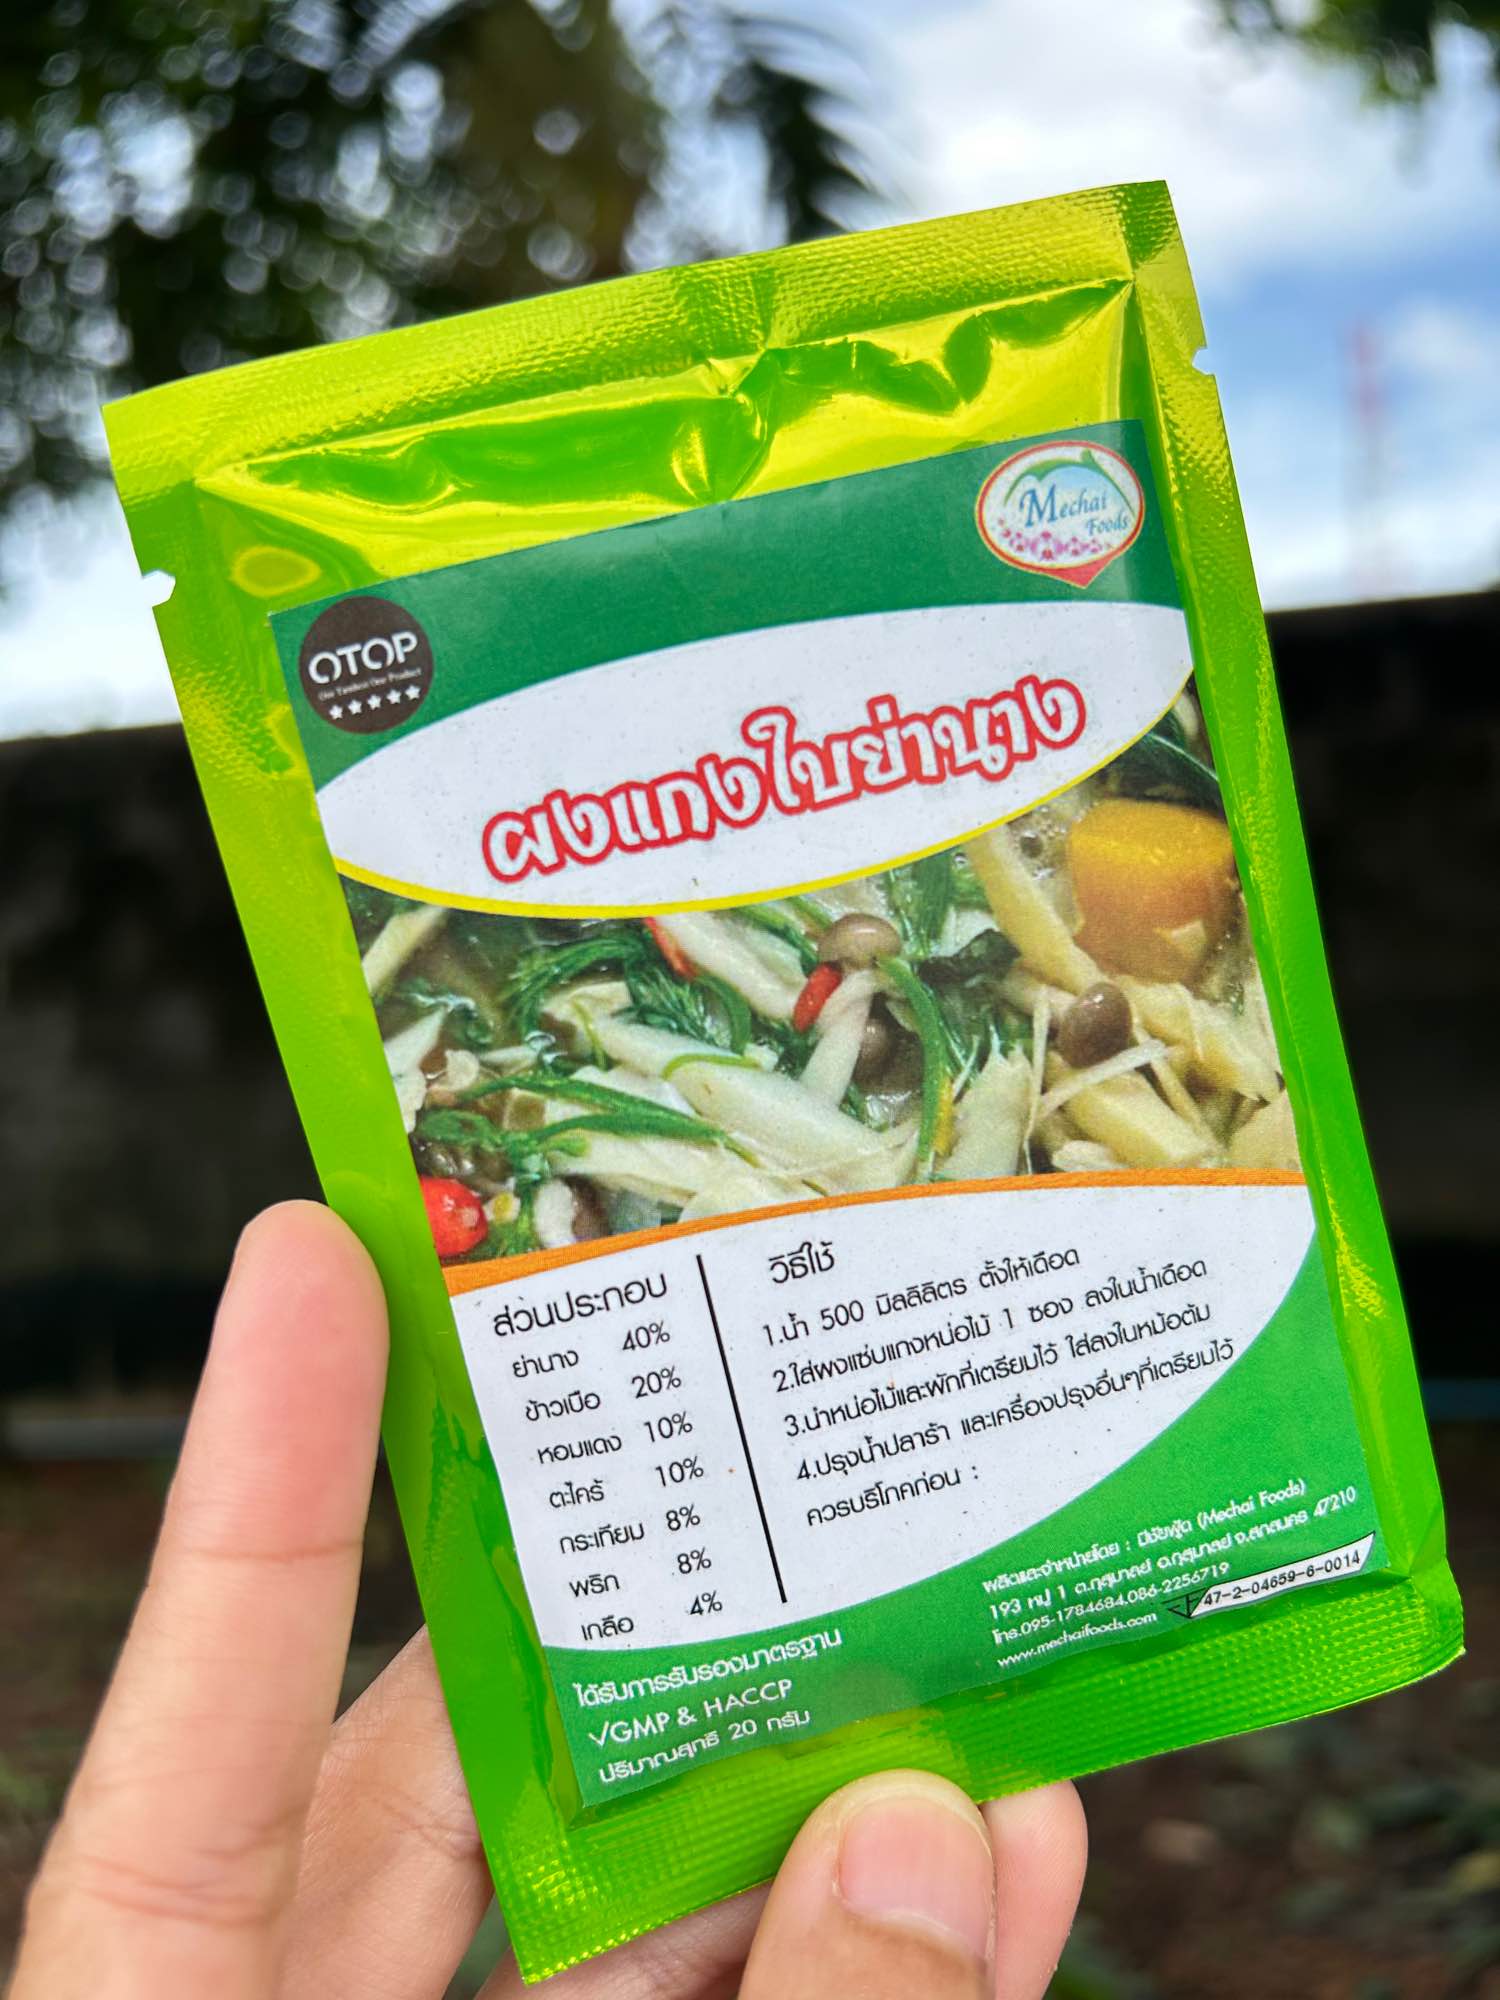 Mechai
Foods
OTOP
One Tambon One Product
ผงแกงใบย่านาง
ส่วนประกอบ
ย่านาง 40%
ข้าวเบือ 20%
หอมแดง 10%
ตะไคร้ 10%
กระเทียม 8%
พริก 8%
เกลือ 4%
วิธีใช้
1.น้ำ 500 มิลลิลิตร ตั้งให้เดือด
2.ใส่ผงแซ่บแกงหน่อไม้ 1 ซอง ลงในน้ำเดือด
3.นำหน่อไม้และผักที่เตรียมไว้ ใส่ลงในหม้อต้ม
4.ปรุงน้ำปลาร้า และเครื่องปรุงอื่นๆที่เตรียมไว้
ควรบริโภคก่อน :
ได้รับการรับรองมาตรฐาน
√GMP & HACCP
ปริมาณสุทธิ 20 กรัม
ผลิตและจำหน่ายโดย : มีชัยฟู้ด (Mechai Foods)
193 หมู่ 1 ต.กุสุมาลย์ อ.กุสุมาลย์ จ.สกลนคร 47210
โทร.095-1784684,086-2256719
www.mechaifoods.com
47-2-04659-6-0014